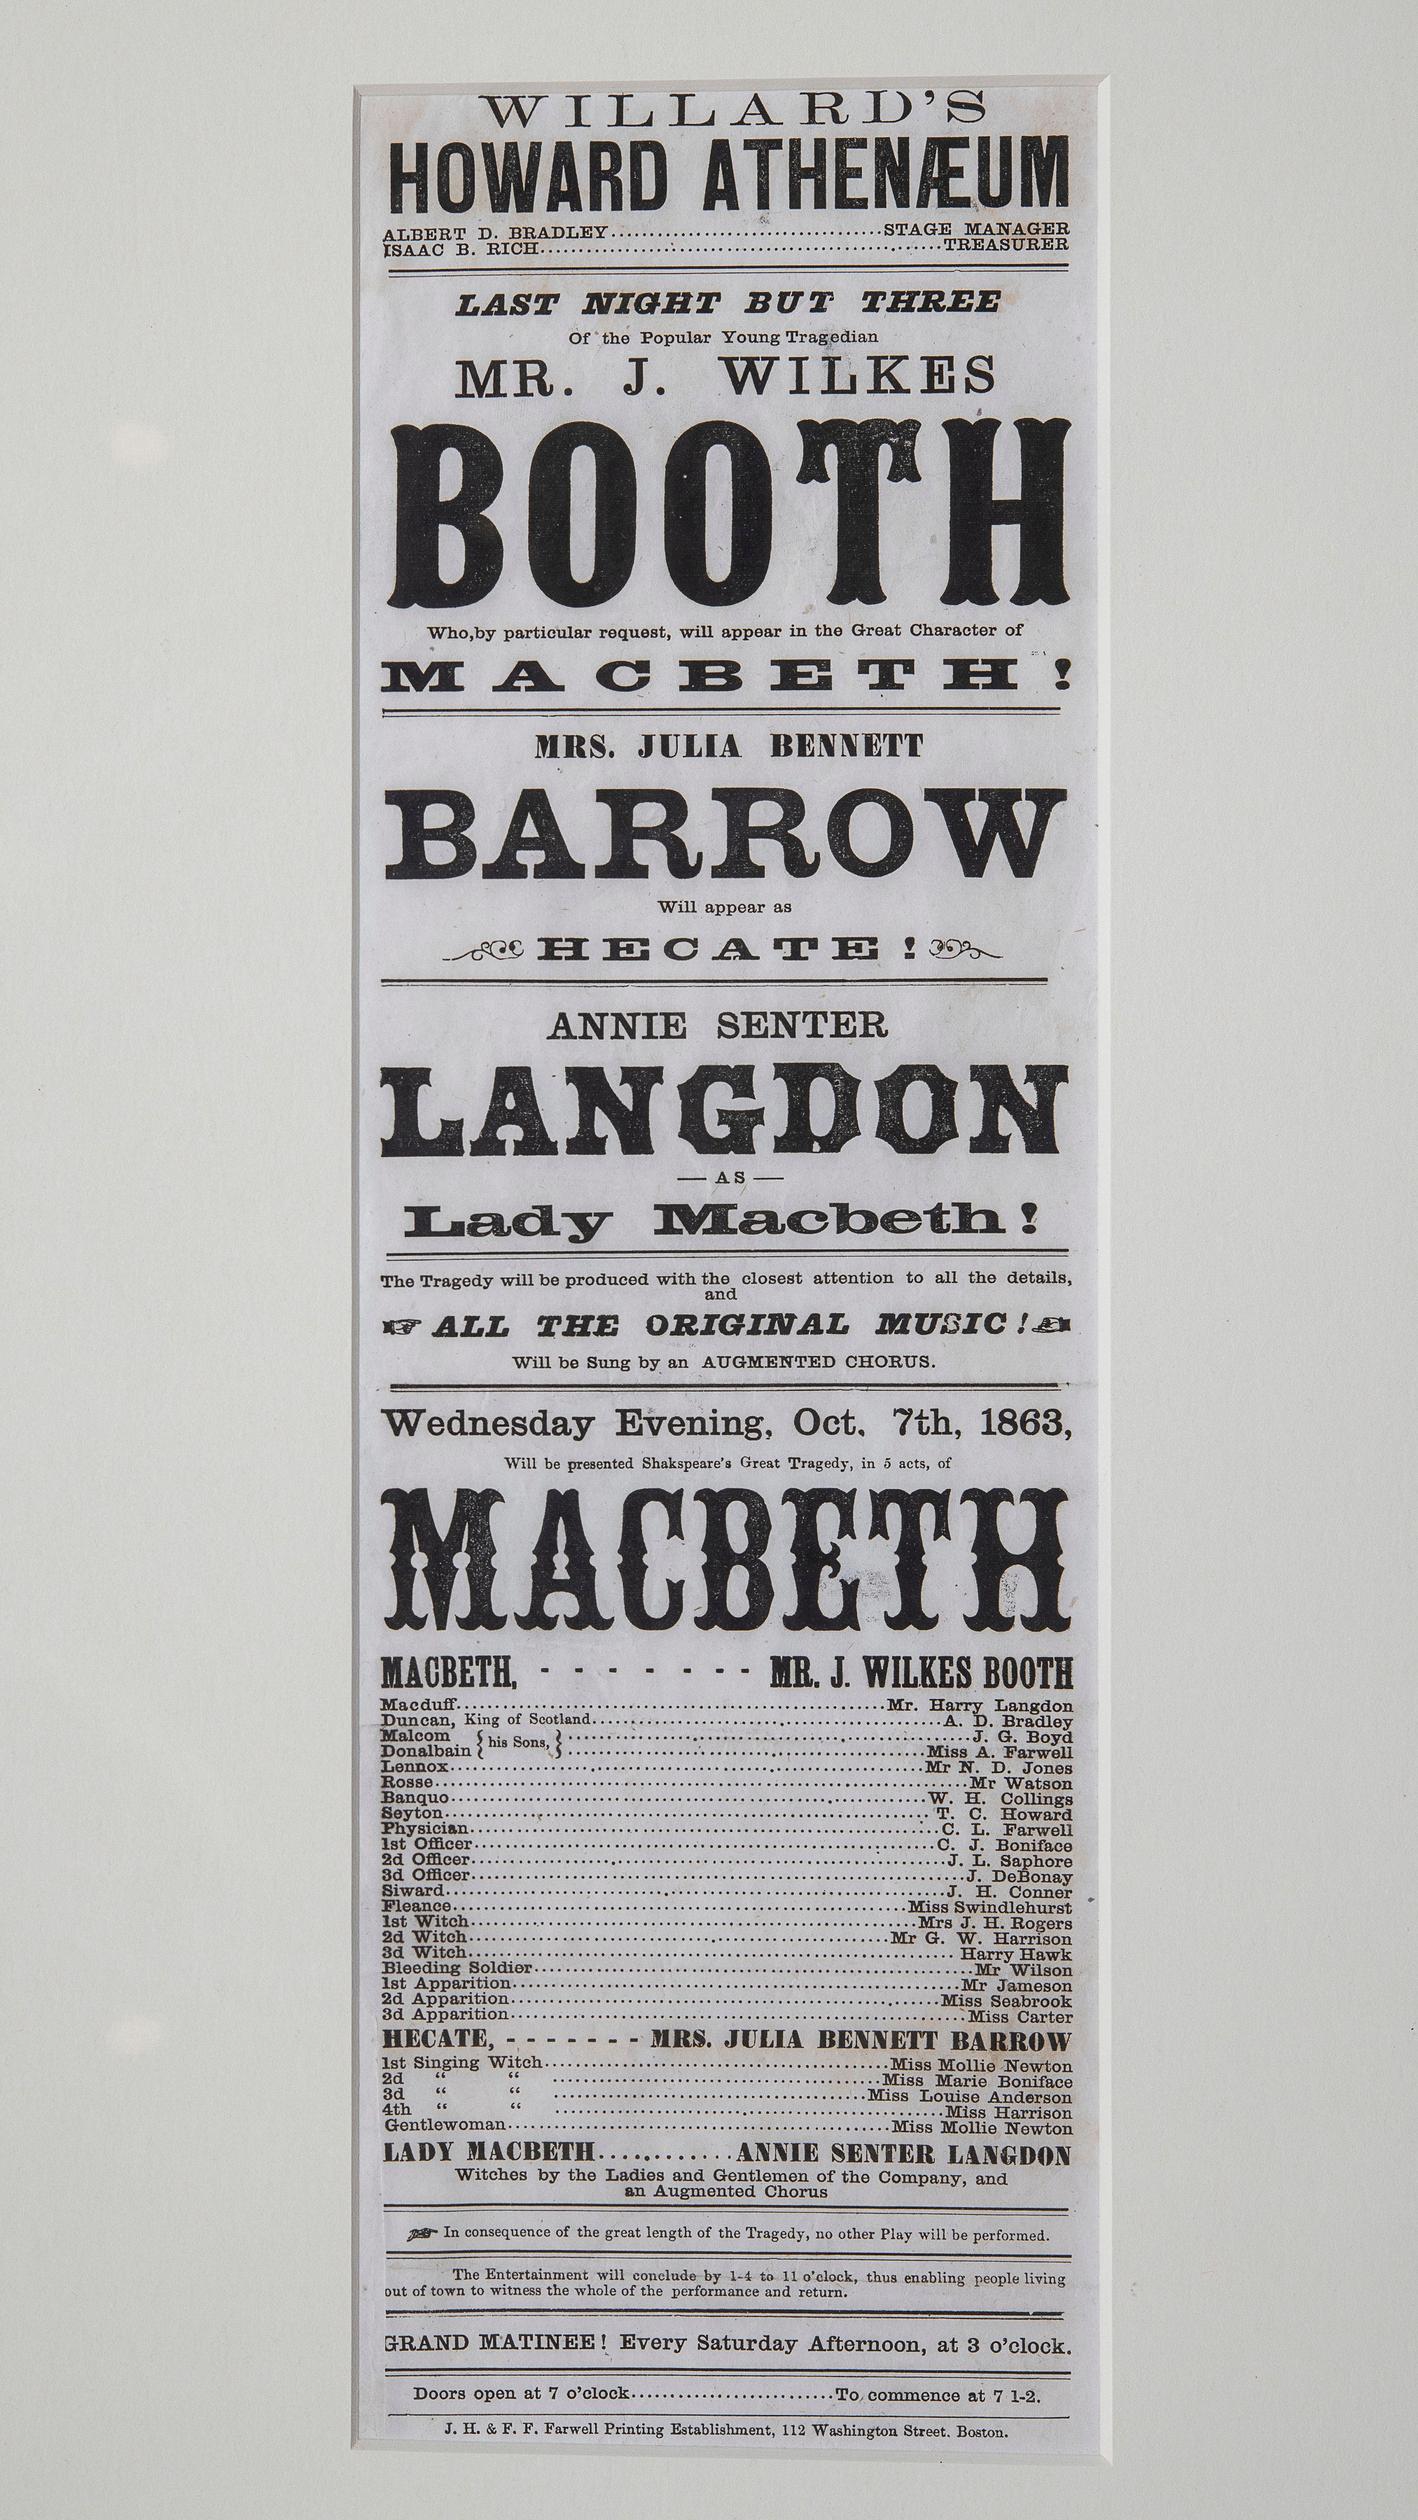 WILLARD'S
HOWARD ATHENÆUM
ALBERT D. BRADLEY................................STAGE MANAGER
ISAAC B. RICH................................TREASURER
LAST NIGHT BUT THREE
Of the Popular Young Tragedian
MR. J. WILKES
BOOTH
Who,by particular request, will appear in the Great Character of
MACBETH!
MRS. JULIA BENNETT
BARROW
Will appear as
HECATE!
ANNIE SENTER
LANGDON
— AS —
Lady Macbeth!
The Tragedy will be produced with the closest attention to all the details,
and
☞ ALL THE ORIGINAL MUSIC! ☜
Will be Sung by an AUGMENTED CHORUS.
Wednesday Evening, Oct. 7th, 1863,
Will be presented Shakspeare's Great Tragedy, in 5 acts, of
MACBETH
MACBETH, - - - - - - - - MR. J. WILKES BOOTH
Macduff................................Mr. Harry Langdon
Duncan, King of Scotland................................A. D. Bradley
Malcom { his Sons, } ................................J. G. Boyd
Donalbain { his Sons, } ................................Miss A. Farwell
Lennox................................Mr N. D. Jones
Rosse................................Mr Watson
Banquo................................W. H. Collings
Seyton................................T. C. Howard
Physician................................C. L. Farwell
1st Officer................................C. J. Boniface
2d Officer................................J. L. Saphore
3d Officer................................J. DeBonay
Siward................................J. H. Conner
Fleance................................Miss Swindlehurst
1st Witch................................Mrs J. H. Rogers
2d Witch................................Mr G. W. Harrison
3d Witch................................Harry Hawk
Bleeding Soldier................................Mr Wilson
1st Apparition................................Mr Jameson
2d Apparition................................Miss Seabrook
3d Apparition................................Miss Carter
HECATE, - - - - - - - MRS. JULIA BENNETT BARROW
1st Singing Witch................................Miss Mollie Newton
2d " " ................................Miss Marie Boniface
3d " " ................................Miss Louise Anderson
4th " " ................................Miss Harrison
Gentlewoman................................Miss Mollie Newton
LADY MACBETH............ANNIE SENTER LANGDON
Witches by the Ladies and Gentlemen of the Company, and
an Augmented Chorus
☞ In consequence of the great length of the Tragedy, no other Play will be performed.
The Entertainment will conclude by 1-4 to 11 o'clock, thus enabling people living
out of town to witness the whole of the performance and return.
GRAND MATINEE! Every Saturday Afternoon, at 3 o'clock.
Doors open at 7 o'clock..........................To commence at 7 1-2.
J. H. & F. F. Farwell Printing Establishment, 112 Washington Street. Boston.